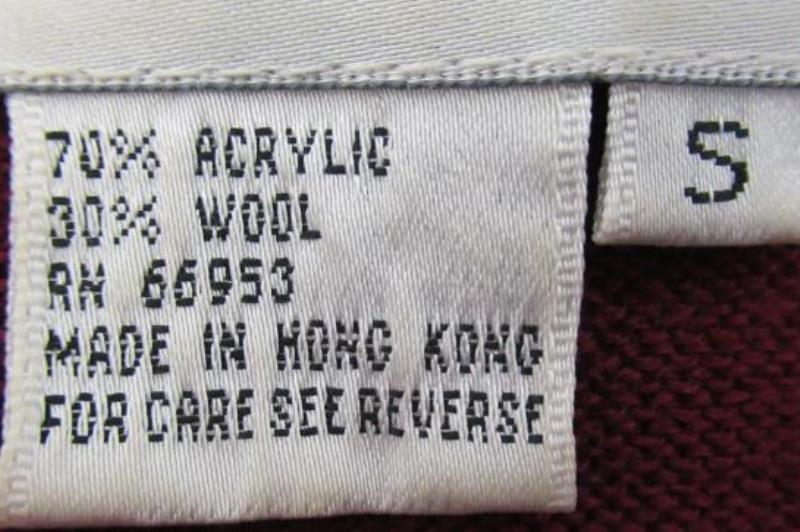 70% ACRYLIC
30% WOOL
RN 66953
MADE IN HONG KONG
FOR CARE SEE REVERSE
S